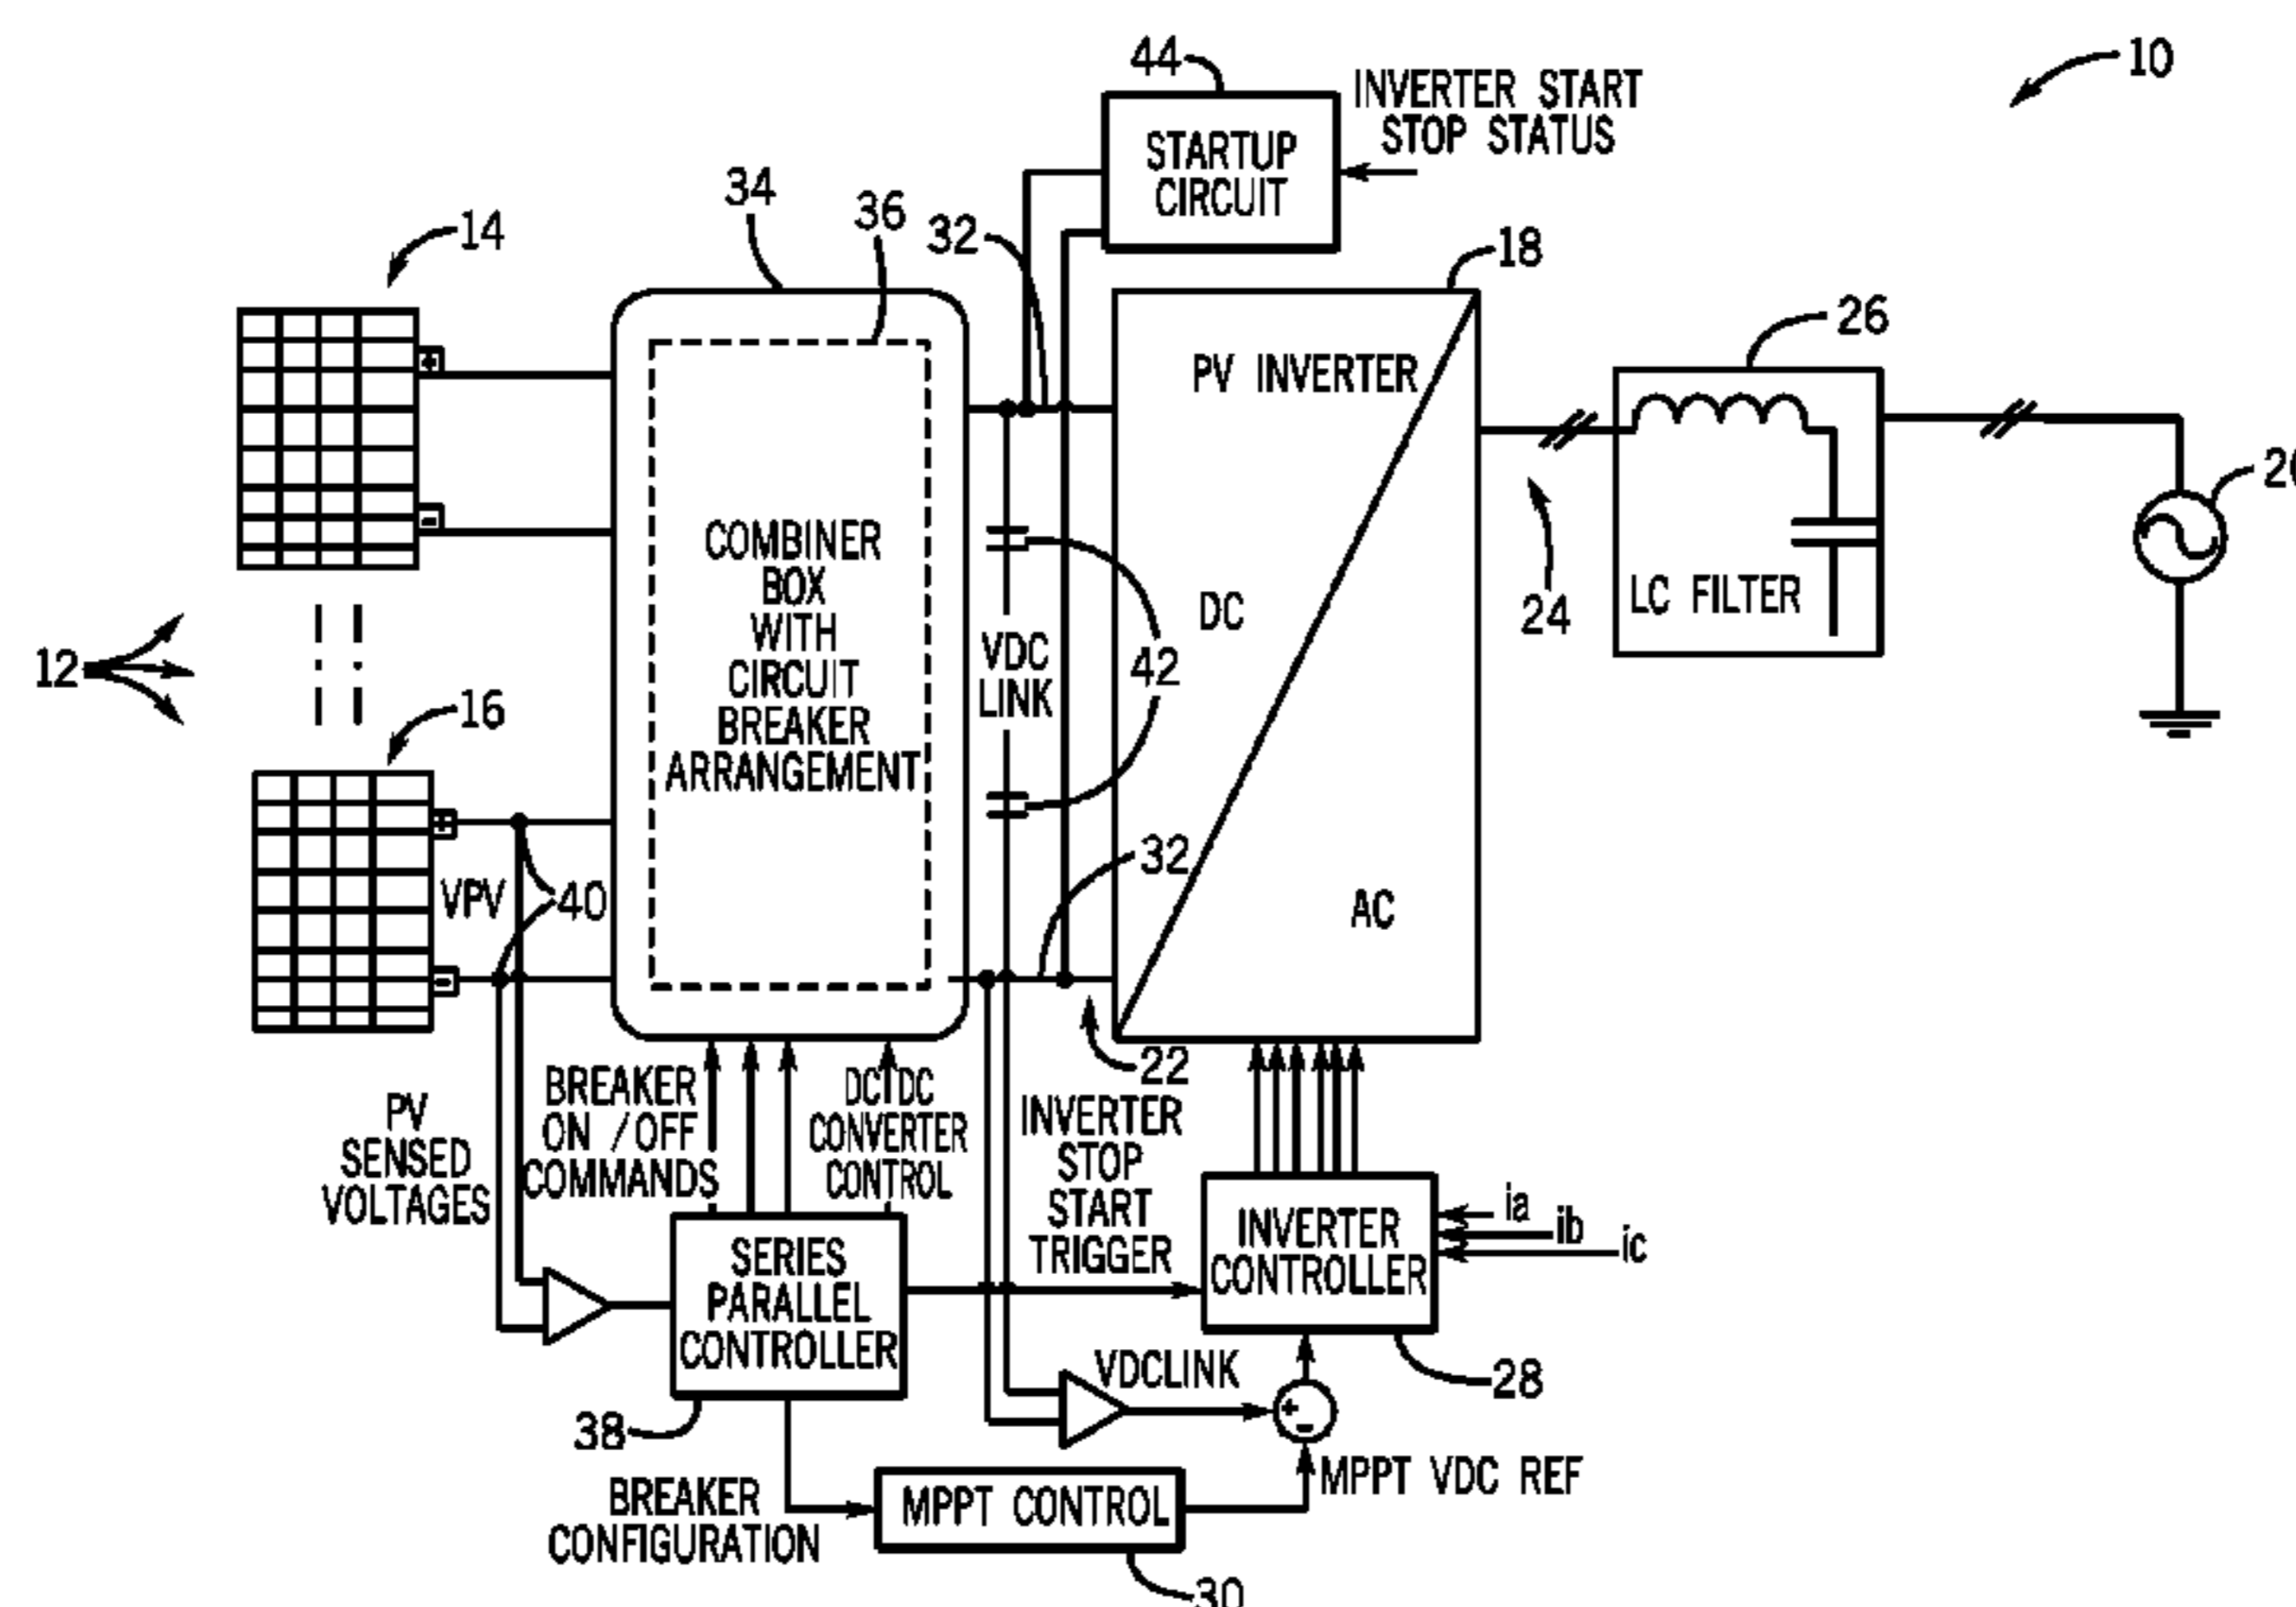 44
INVERTER START
STOP STATUS
10
STARTUP
CIRCUIT
34
36
32
14
18
26
PV INVERTER
+
-
COMBINER
BOX
WITH
CIRCUIT
BREAKER
ARRANGEMENT
DC
LC FILTER
24
12
VDC
LINK
42
16
+
VPV
40
32
AC
-
22
PV
SENSED
VOLTAGES
BREAKER
ON / OFF
COMMANDS
DC DC
CONVERTER
CONTROL
INVERTER
STOP
START
TRIGGER
ia
ib
ic
INVERTER
CONTROLLER
SERIES
PARALLEL
CONTROLLER
VDCLINK
28
38
+
-
MPPT VDC REF
BREAKER
CONFIGURATION
MPPT CONTROL
30